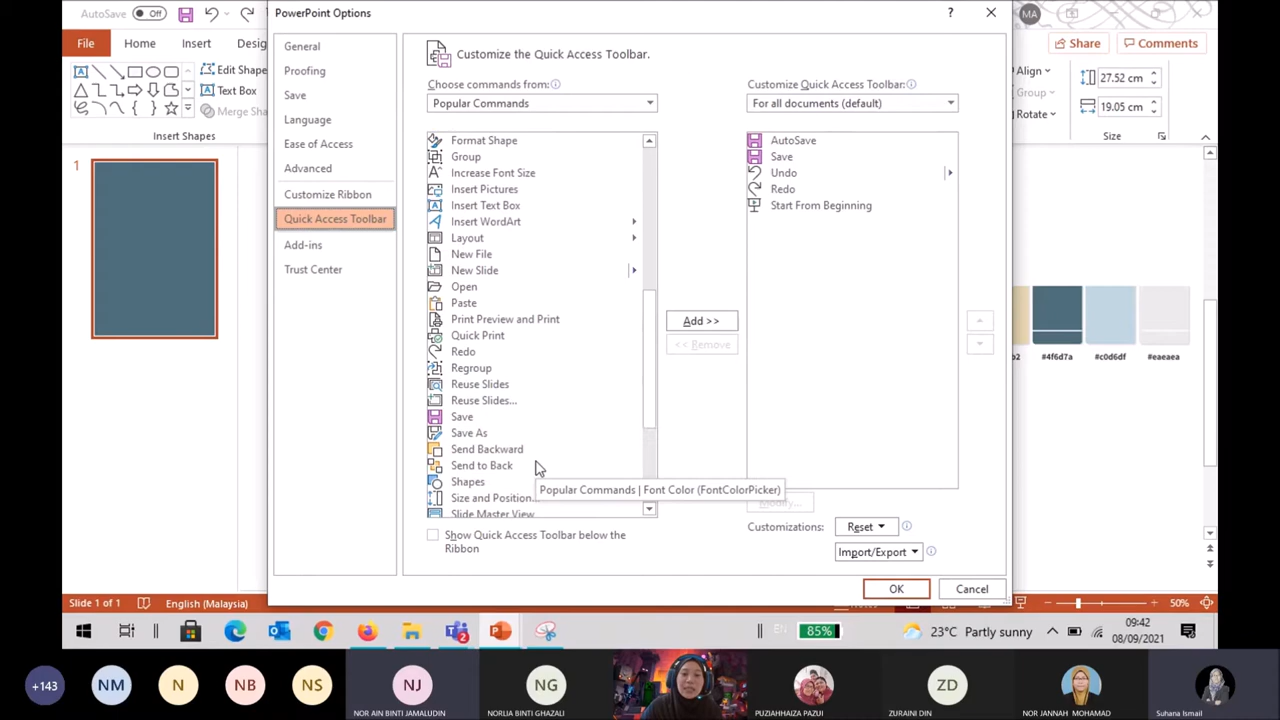 AutoSave Off
PowerPoint Options
?
MA
File
Home
Insert
Desig
Share
Comments
Edit Shape
Text Box
Merge Sha
Insert Shapes
Align
Group
Rotate
27.52 cm
19.05 cm
Size
1
General
Proofing
Save
Language
Ease of Access
Advanced
Customize Ribbon
Quick Access Toolbar
Add-ins
Trust Center
Customize the Quick Access Toolbar.
Choose commands from:
Popular Commands
Format Shape
Group
Increase Font Size
Insert Pictures
Insert Text Box
Insert WordArt
Layout
New File
New Slide
Open
Paste
Print Preview and Print
Quick Print
Redo
Regroup
Reuse Slides
Reuse Slides...
Save
Save As
Send Backward
Send to Back
Shapes
Size and Position...
Slide Master View
Popular Commands | Font Color (FontColorPicker)
Show Quick Access Toolbar below the
Ribbon
Add >>
<< Remove
Customize Quick Access Toolbar:
For all documents (default)
AutoSave
Save
Undo
Redo
Start From Beginning
Modify...
Customizations:
Reset
Import/Export
OK
Cancel
b2
#4f6d7a
#c0d6df
#eaeaea
Slide 1 of 1
English (Malaysia)
50%
2
EN
85%
23°C Partly sunny
09:42
08/09/2021
+143
NM
N
NB
NS
NJ
NG
ZD
NOR AIN BINTI JAMALUDIN
NORLIA BINTI GHAZALI
PUZIAHHAIZA PAZUI
ZURAINI DIN
NOR JANNAH MOHAMAD
Suhana Ismail